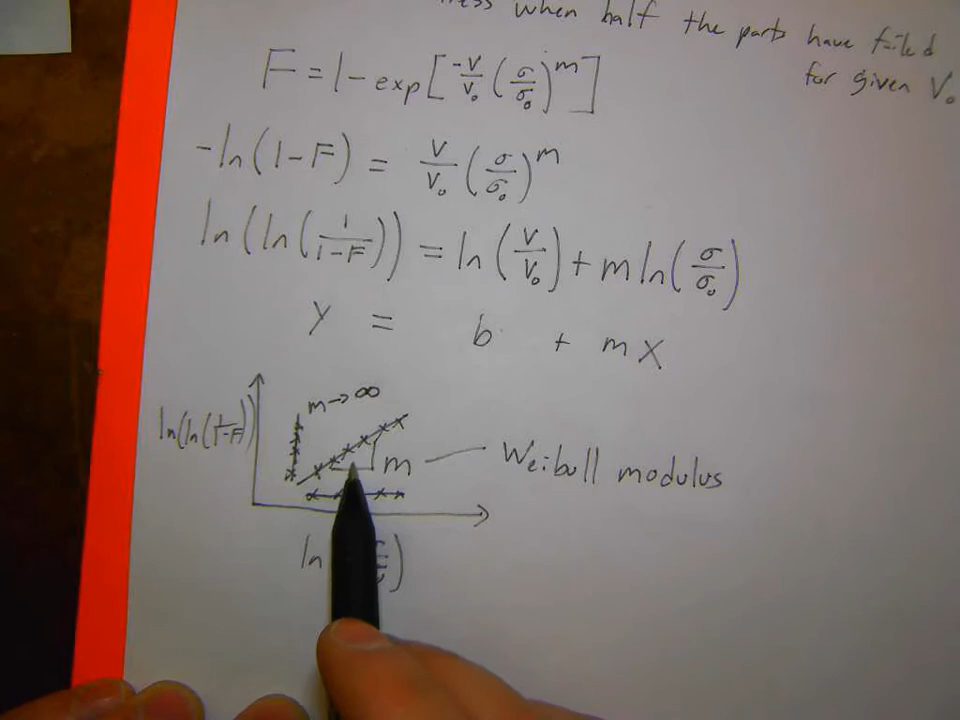 when half the parts have failed
for given V₀
F = 1 - exp[-V/V₀ (σ/σ₀)^m]
-ln(1-F) = V/V₀ (σ/σ₀)^m
ln(ln(1/(1-F))) = ln(V/V₀) + m ln(σ/σ₀)
y = b + m X
m→∞
ln(ln(1/(1-F)))
m
Weibull modulus
ln